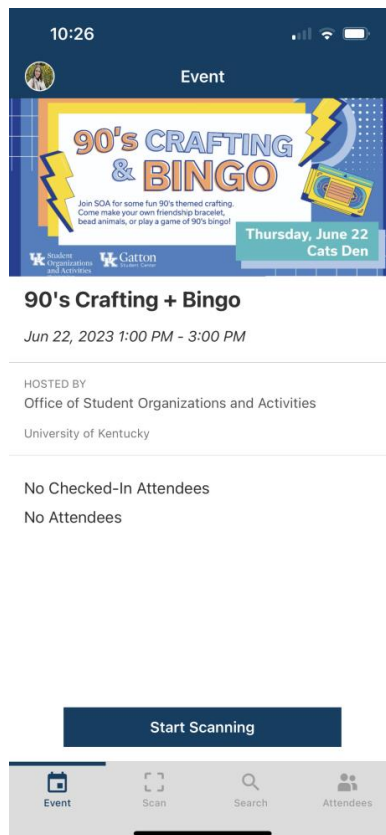 10:26
Event
90's CRAFTING
& BINGO
Join SOA for some fun 90's themed crafting.
Come make your own friendship bracelet,
bead animals, or play a game of 90's bingo!
Thursday, June 22
Cats Den
UK Student
Organizations
and Activities
UK Gatton
Student Center
90's Crafting + Bingo
Jun 22, 2023 1:00 PM - 3:00 PM
HOSTED BY
Office of Student Organizations and Activities
University of Kentucky
No Checked-In Attendees
No Attendees
Start Scanning
Event
Scan
Search
Attendees